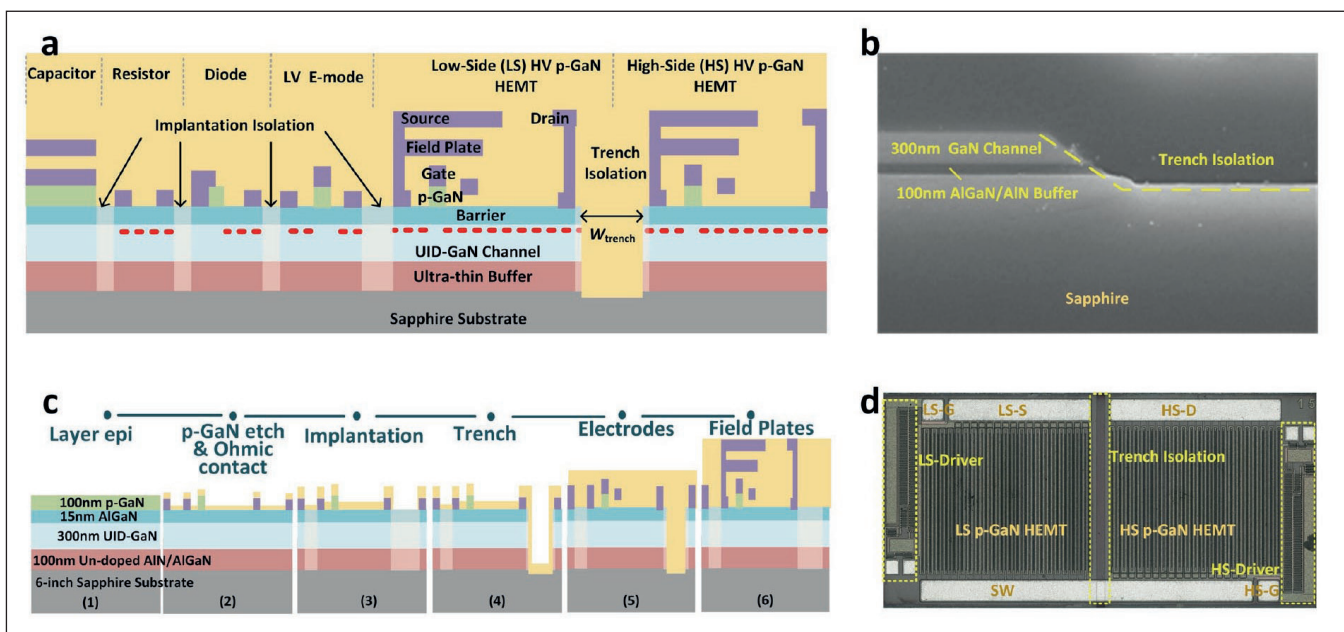 a
Capacitor
Resistor
Diode
LV E-mode
Low-Side (LS) HV p-GaN
HEMT
High-Side (HS) HV p-GaN
HEMT
Implantation Isolation
Source
Drain
Field Plate
Gate
p-GaN
Trench
Isolation
Barrier
Wtrench
UID-GaN Channel
Ultra-thin Buffer
Sapphire Substrate
b
300nm GaN Channel
Trench Isolation
100nm AlGaN/AlN Buffer
Sapphire
c
Layer epi
p-GaN etch
& Ohmic
contact
Implantation
Trench
Electrodes
Field Plates
100nm p-GaN
15nm AlGaN
300nm UID-GaN
100nm Un-doped AlN/AlGaN
6-inch Sapphire Substrate
(1)
(2)
(3)
(4)
(5)
(6)
d
LS-G
LS-S
HS-D
LS-Driver
Trench Isolation
LS p-GaN HEMT
HS p-GaN HEMT
HS-Driver
SW
HS-G